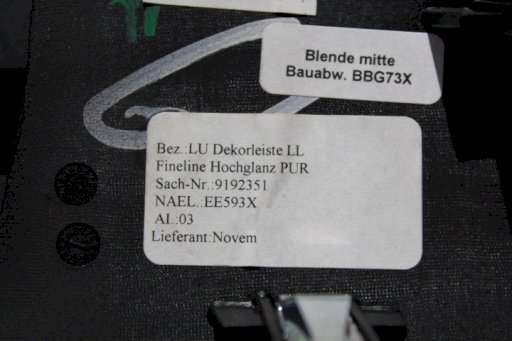 Blende mitte
Bauabw. BBG73X
Bez.:LU Dekorleiste LL
Fineline Hochglanz PUR
Sach-Nr.:9192351
NAEL.:EE593X
AI.:03
Lieferant:Novem